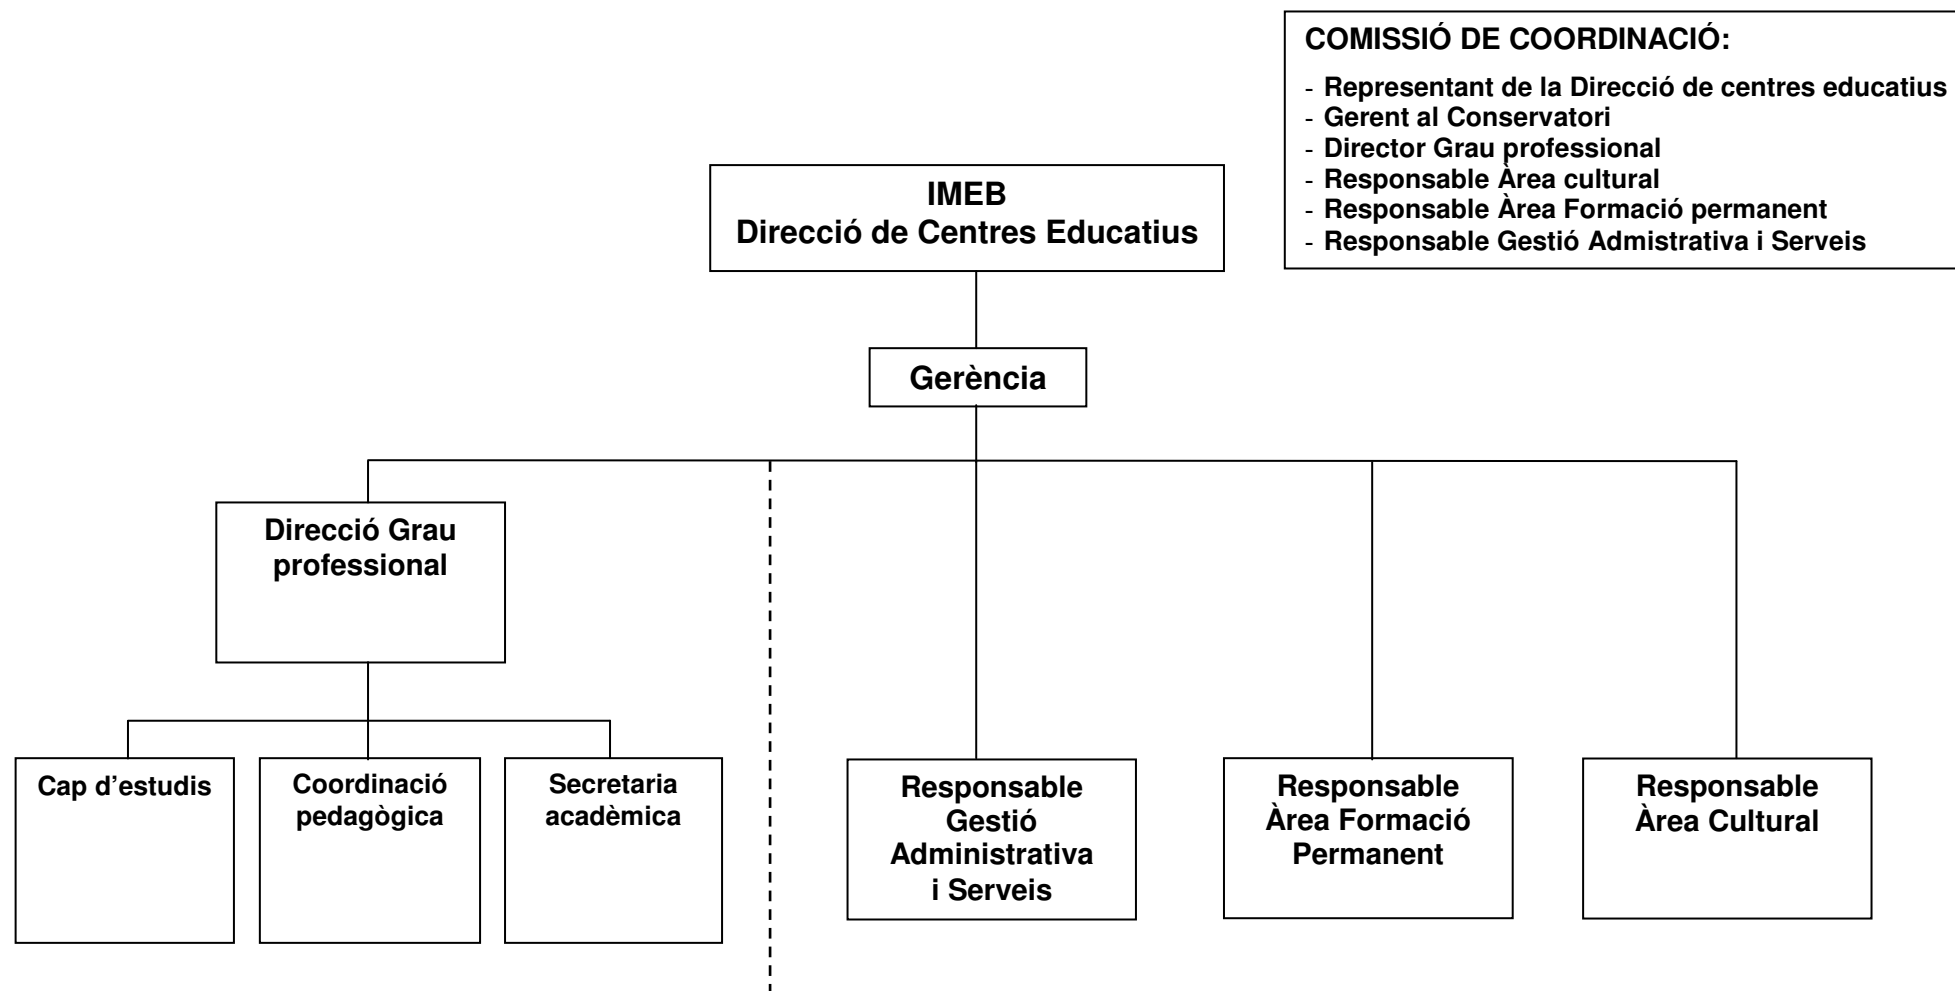 COMISSIÓ DE COORDINACIÓ:
- Representant de la Direcció de centres educatius
- Gerent al Conservatori
- Director Grau professional
- Responsable Àrea cultural
- Responsable Àrea Formació permanent
- Responsable Gestió Admistrativa i Serveis
IMEB
Direcció de Centres Educatius
Gerència
Direcció Grau
professional
Cap d’estudis
Coordinació
pedagògica
Secretaria
acadèmica
Responsable
Gestió
Administrativa
i Serveis
Responsable
Àrea Formació
Permanent
Responsable
Àrea Cultural